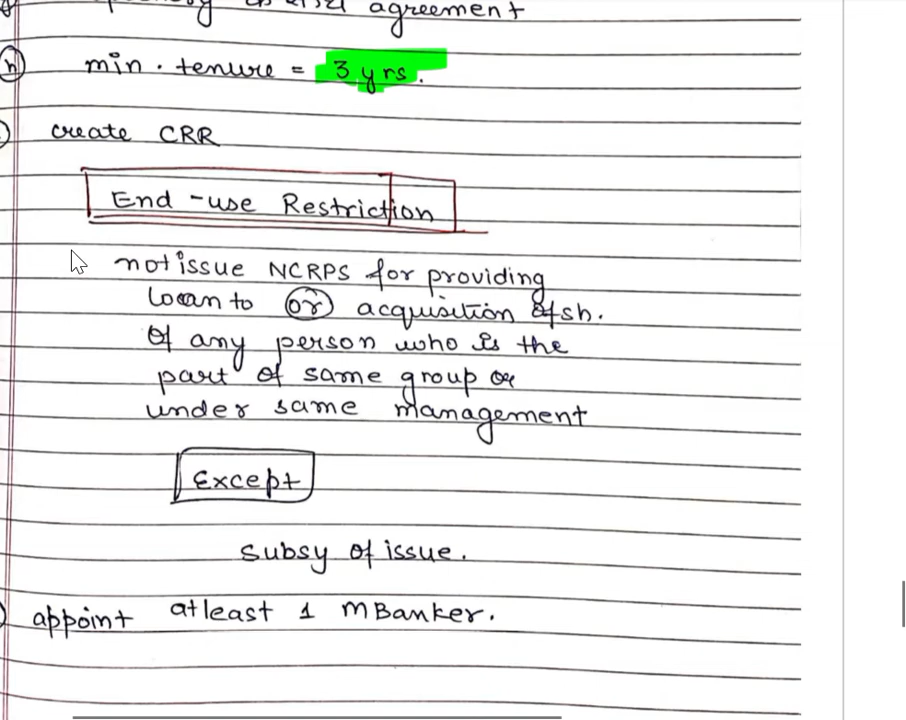 agreement
(h) min. tenure = 3 yrs.
create CRR
End-use Restriction
not issue NCRPS for providing
loan to (or) acquisition of sh.
of any person who is the
part of same group or
under same management
Except
subsy of issue.
appoint atleast 1 MBanker.